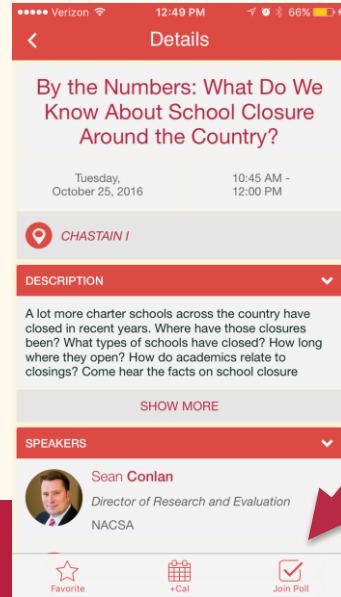 Verizon 12:49 PM 66%
Details
By the Numbers: What Do We
Know About School Closure
Around the Country?
Tuesday,
October 25, 2016
10:45 AM -
12:00 PM
CHASTAIN I
DESCRIPTION
A lot more charter schools across the country have
closed in recent years. Where have those closures
been? What types of schools have closed? How long
where they open? How do academics relate to
closings? Come hear the facts on school closure
SHOW MORE
SPEAKERS
Sean Conlan
Director of Research and Evaluation
NACSA
Favorite
+Cal
Join Poll